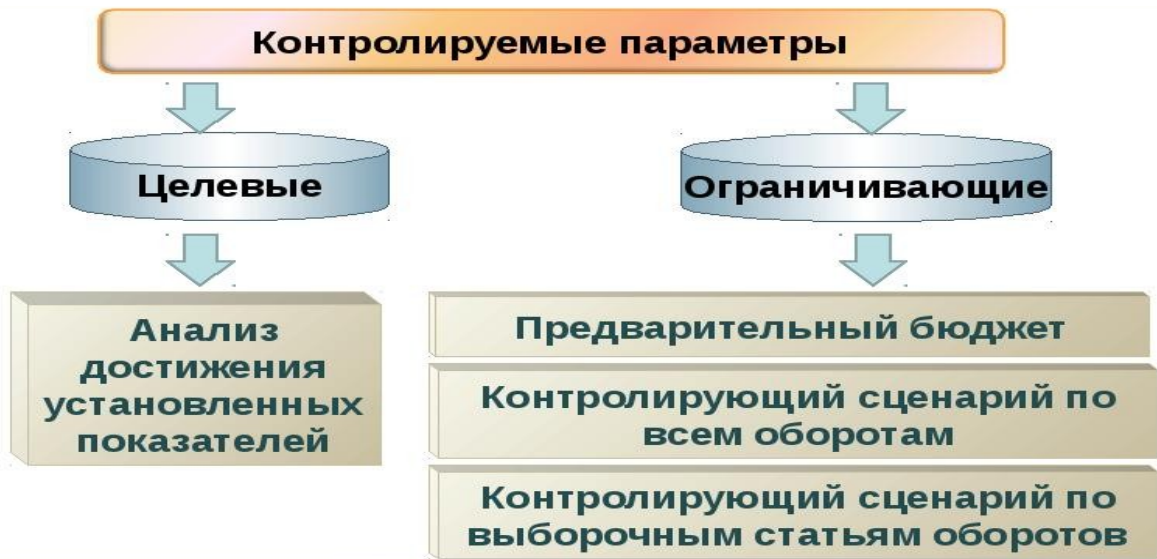 Контролируемые параметры
Целевые
Ограничивающие
Анализ
достижения
установленных
показателей
Предварительный бюджет
Контролирующий сценарий по
всем оборотам
Контролирующий сценарий по
выборочным статьям оборотов